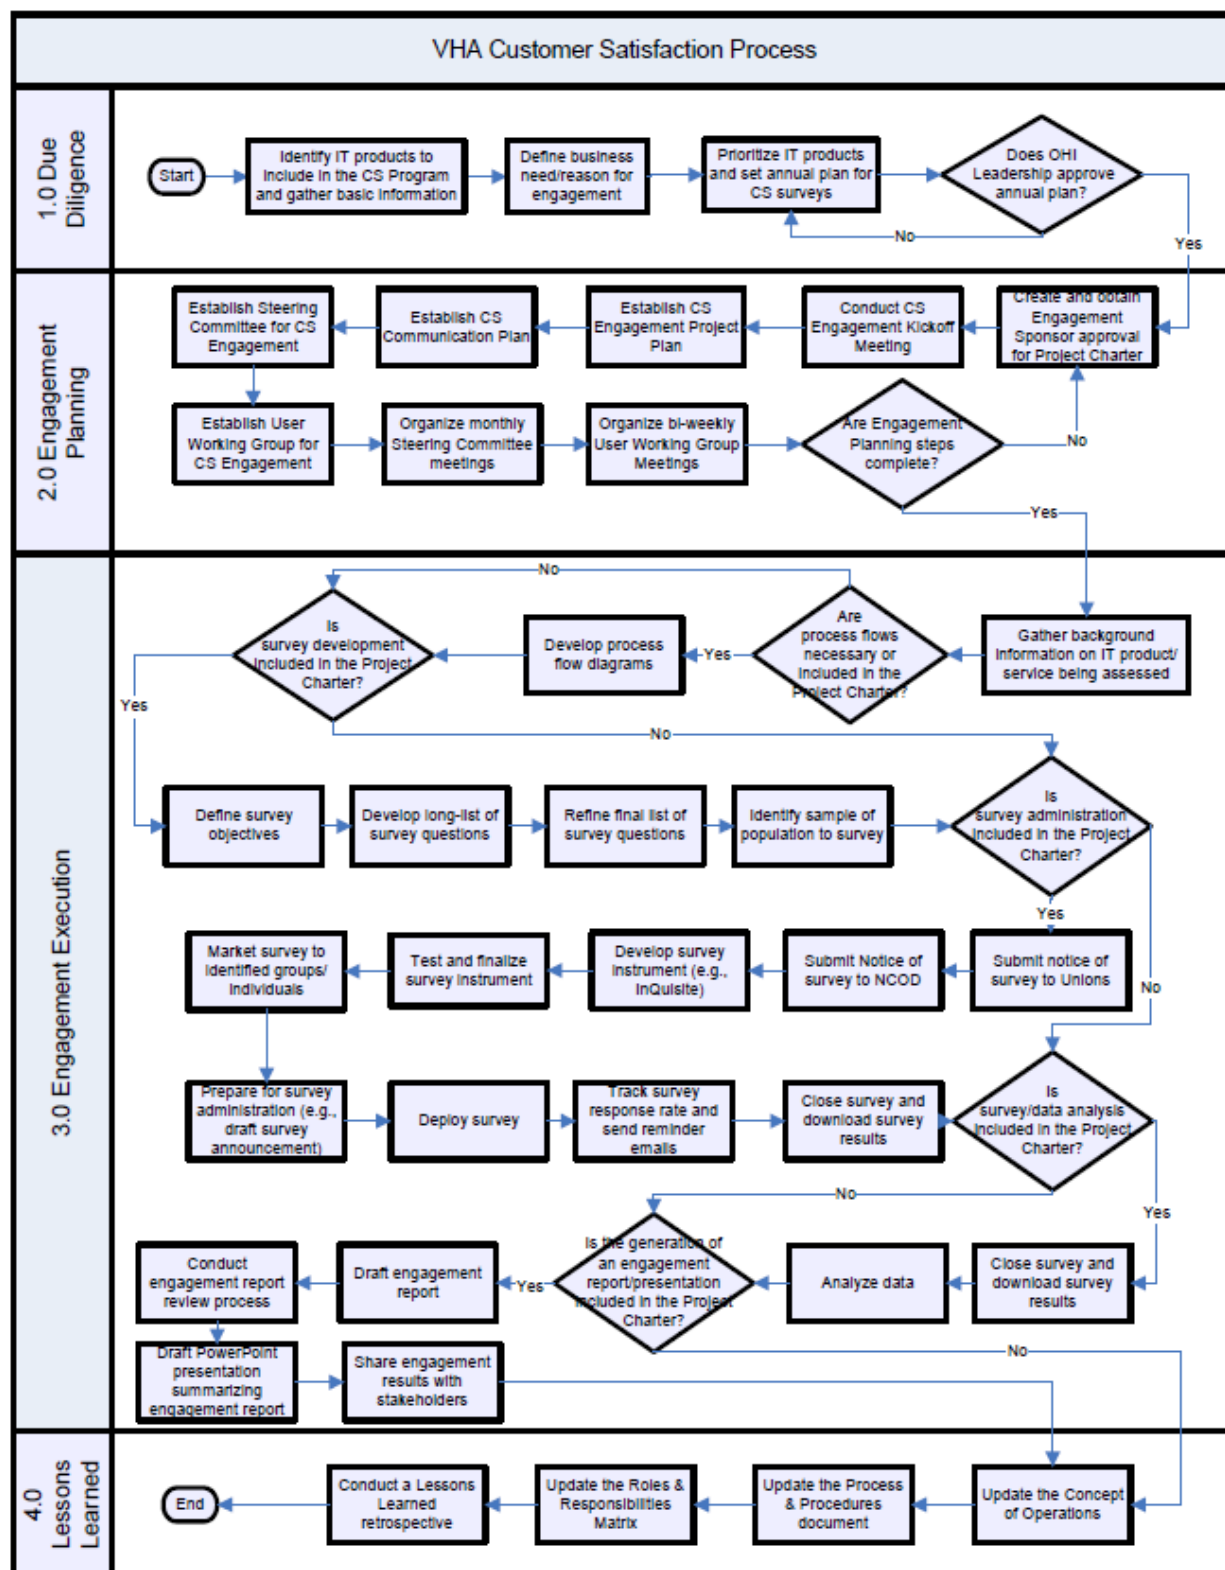 VHA Customer Satisfaction Process
1.0 Due
Diligence
Start
Identify IT products to
include in the CS Program
and gather basic information
Define business
need/reason for
engagement
Prioritize IT products
and set annual plan for
CS surveys
Does OHI
Leadership approve
annual plan?
No
Yes
2.0 Engagement
Planning
Establish Steering
Committee for CS
Engagement
Establish CS
Communication Plan
Establish CS
Engagement Project
Plan
Conduct CS
Engagement Kickoff
Meeting
Create and obtain
Engagement
Sponsor approval
for Project Charter
Establish User
Working Group for
CS Engagement
Organize monthly
Steering Committee
meetings
Organize bi-weekly
User Working Group
Meetings
Are Engagement
Planning steps
complete?
No
Yes
3.0 Engagement Execution
No
Is
survey development
included in the Project
Charter?
Develop process
flow diagrams
Yes
Are
process flows
necessary or
included in the
Project Charter?
Gather background
information on IT product/
service being assessed
Yes
No
Define survey
objectives
Develop long-list of
survey questions
Refine final list of
survey questions
Identify sample of
population to survey
Is
survey administration
included in the Project
Charter?
Yes
No
Market survey to
identified groups/
individuals
Test and finalize
survey instrument
Develop survey
instrument (e.g.,
InQuisite)
Submit Notice of
survey to NCOD
Submit notice of
survey to Unions
Prepare for survey
administration (e.g.,
draft survey
announcement)
Deploy survey
Track survey
response rate and
send reminder
emails
Close survey and
download survey
results
Is
survey/data analysis
included in the Project
Charter?
No
Yes
Conduct
engagement report
review process
Draft engagement
report
Yes
Is the generation of
an engagement
report/presentation
included in the Project
Charter?
Analyze data
Close survey and
download survey
results
No
Draft PowerPoint
presentation
summarizing
engagement report
Share engagement
results with
stakeholders
4.0
Lessons
Learned
End
Conduct a Lessons
Learned
retrospective
Update the Roles &
Responsibilities
Matrix
Update the Process
& Procedures
document
Update the Concept
of Operations